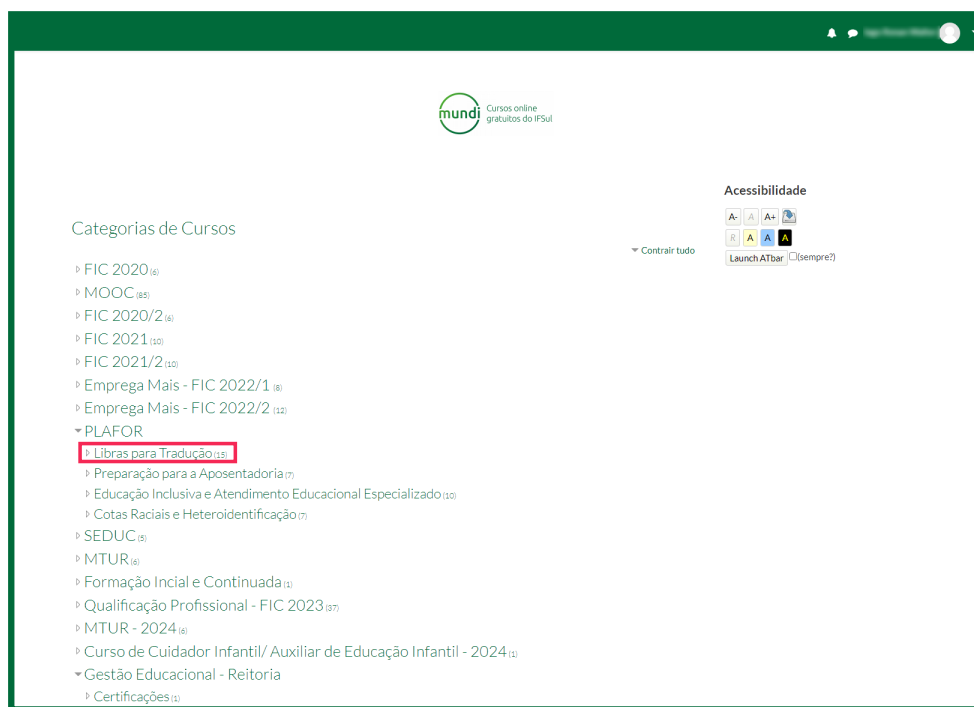 mundi
Cursos online
gratuitos do IFSul
Acessibilidade
A- A A+
R A A A
Launch ATbar (sempre?)
Categorias de Cursos
Contrair tudo
FIC 2020 (6)
MOOC (85)
FIC 2020/2 (6)
FIC 2021 (10)
FIC 2021/2 (10)
Emprega Mais - FIC 2022/1 (8)
Emprega Mais - FIC 2022/2 (12)
PLAFOR
Libras para Tradução (15)
Preparação para a Aposentadoria (7)
Educação Inclusiva e Atendimento Educacional Especializado (10)
Cotas Raciais e Heteroidentificação (7)
SEDUC (5)
MTUR (6)
Formação Incial e Continuada (1)
Qualificação Profissional - FIC 2023 (37)
MTUR - 2024 (6)
Curso de Cuidador Infantil/ Auxiliar de Educação Infantil - 2024 (1)
Gestão Educacional - Reitoria
Certificações (1)